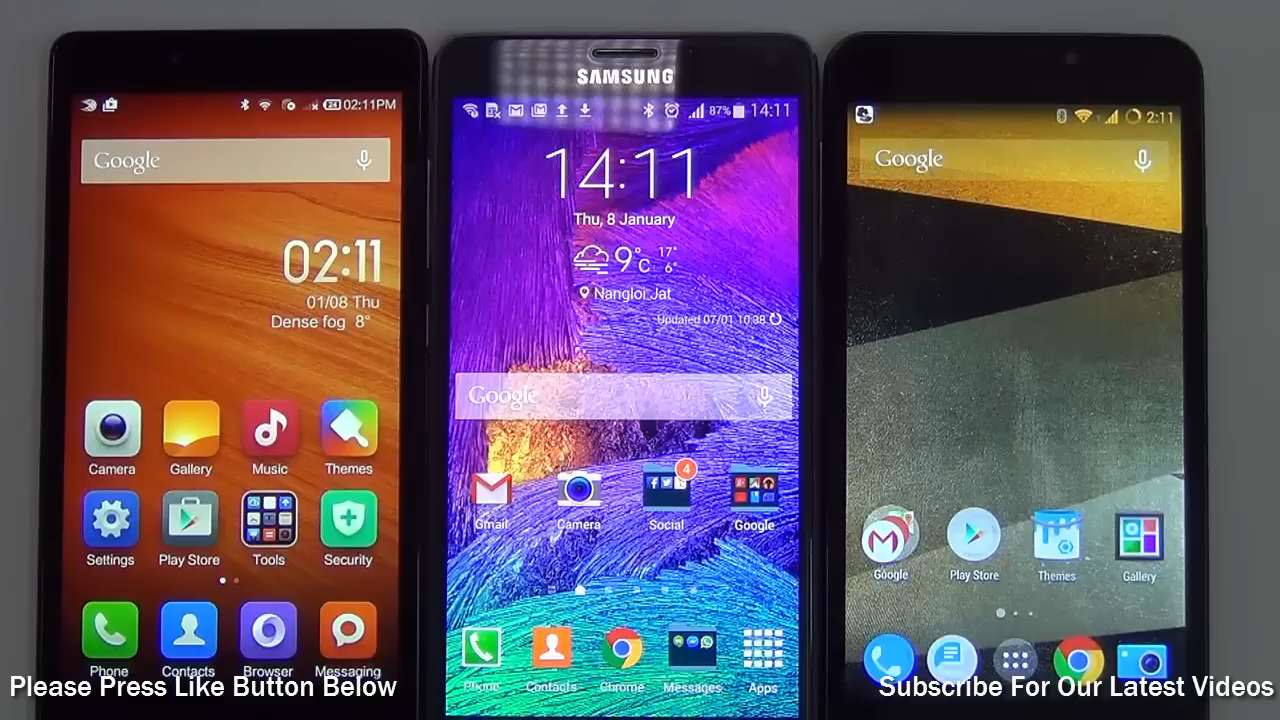 24 02:11PM
Google
02:11
01/08 Thu
Dense fog 8°
Camera Gallery Music Themes
Settings Play Store Tools Security
Phone Contacts Browser Messaging
SAMSUNG
87% 14:11
14:11
Thu, 8 January
9°C 17° 6°
Nangloi Jat
Updated 07/01 10:38
Google
4
Gmail Camera Social Google
Phone Contacts Chrome Messages Apps
2:11
Google
Google Play Store Themes Gallery
Please Press Like Button Below
Subscribe For Our Latest Videos